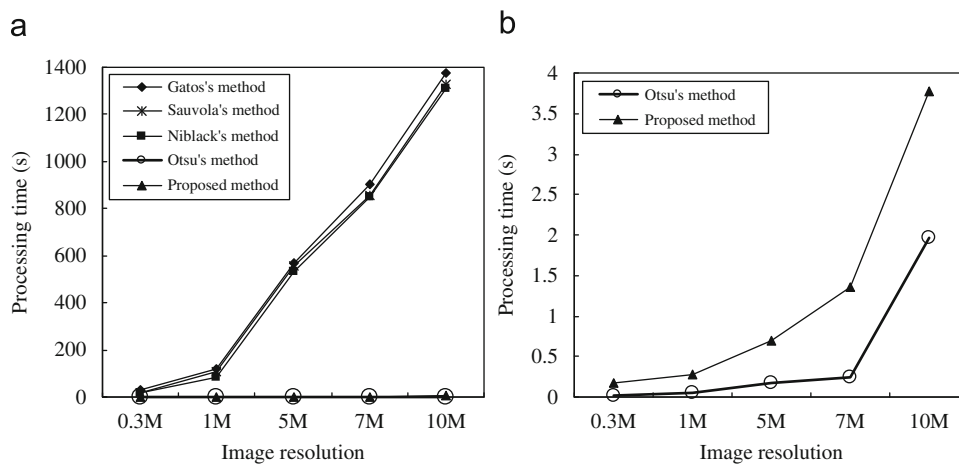 a
Processing time (s)
1400
1200
1000
800
600
400
200
0
Gatos's method
Sauvola's method
Niblack's method
Otsu's method
Proposed method
0.3M 1M 5M 7M 10M
Image resolution
b
Processing time (s)
4
3.5
3
2.5
2
1.5
1
0.5
0
Otsu's method
Proposed method
0.3M 1M 5M 7M 10M
Image resolution